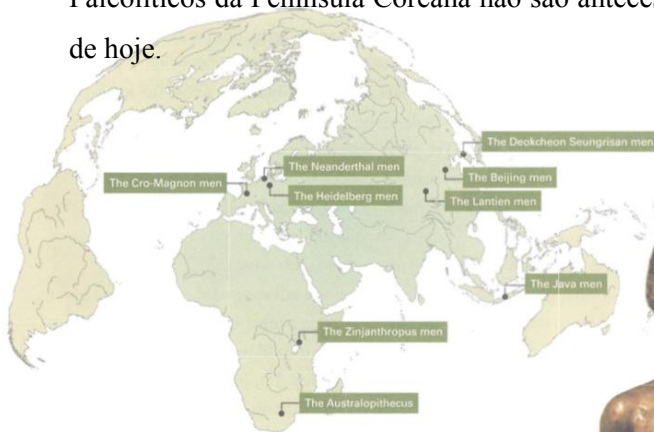 Paleolíticos da Península Coreana não são
de hoje.
The Deokcheon Seungrisan men
The Neanderthal men
The Beijing men
The Cro-Magnon men
The Heidelberg men
The Lantien men
The Java men
The Zinjanthropus men
The Australopithecus